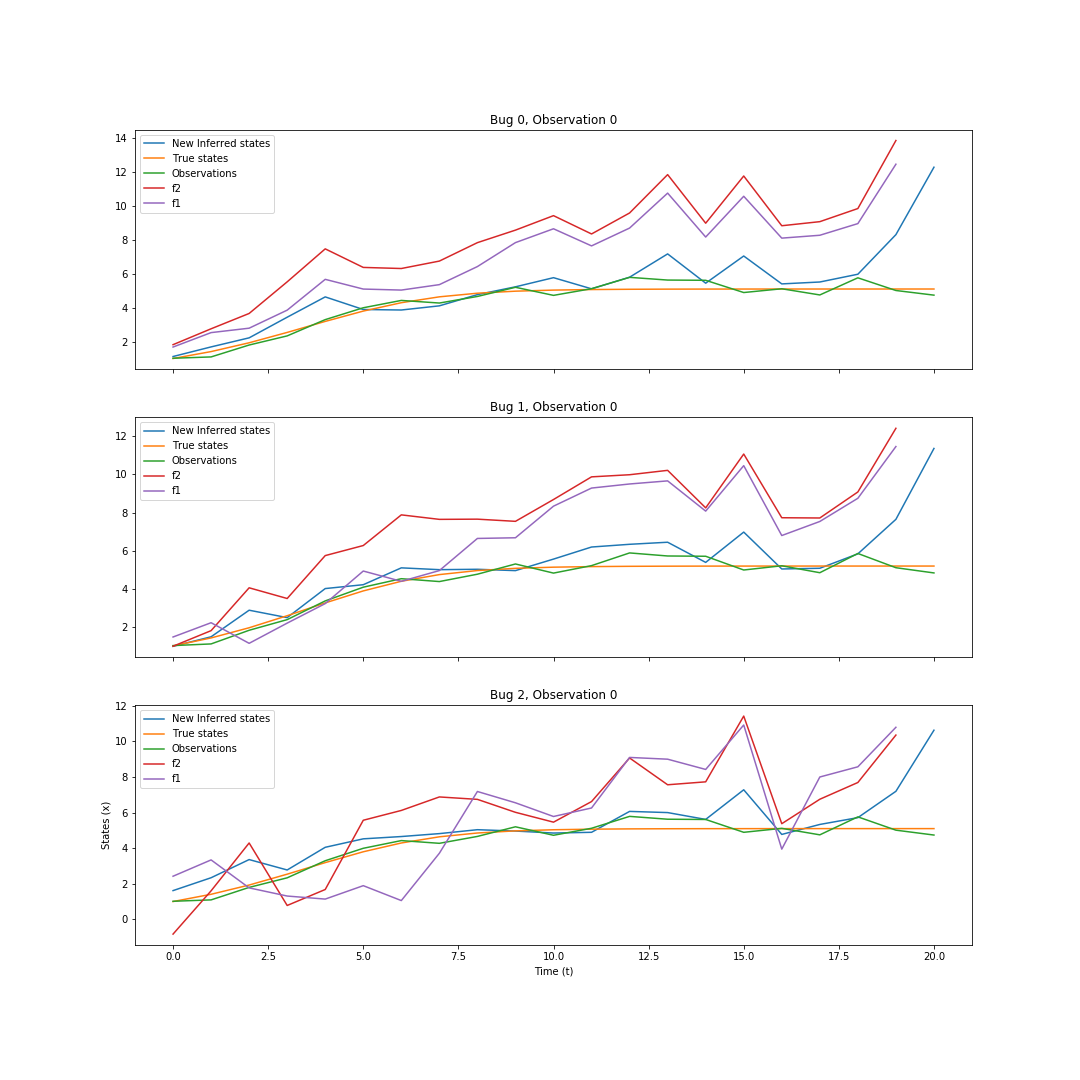 Bug 0, Observation 0
14
12
10
8
6
4
2
New Inferred states
True states
Observations
f2
f1
Bug 1, Observation 0
12
10
8
6
4
2
New Inferred states
True states
Observations
f2
f1
Bug 2, Observation 0
12
10
8
6
4
2
0
States (x)
New Inferred states
True states
Observations
f2
f1
0.0 2.5 5.0 7.5 10.0 12.5 15.0 17.5 20.0
Time (t)